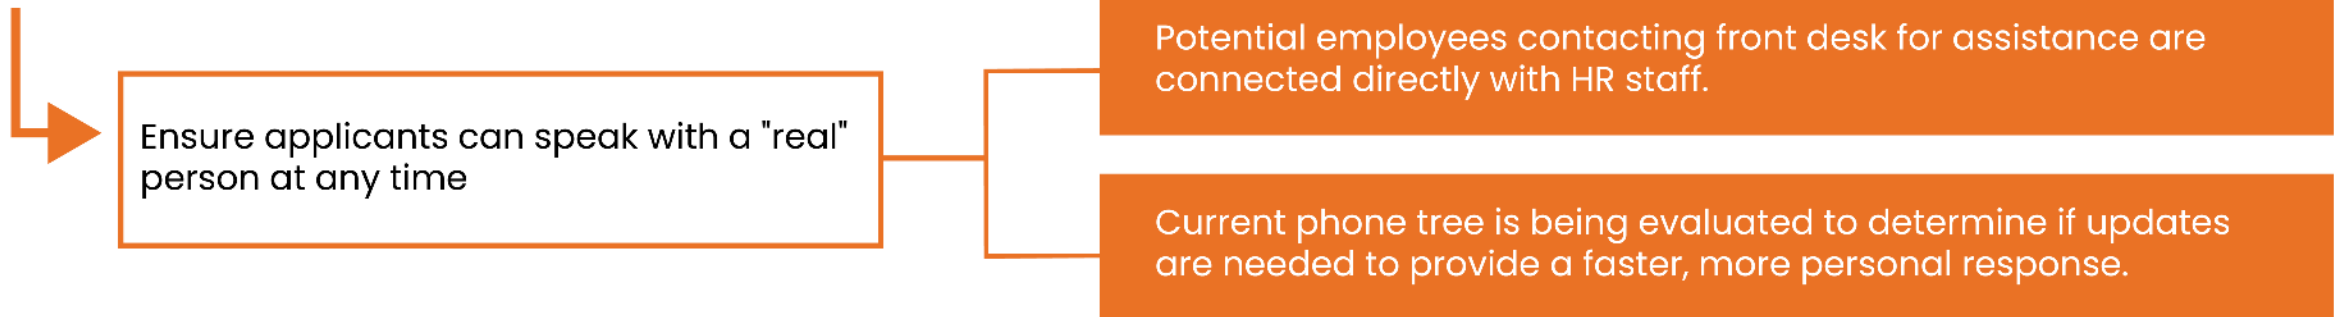 Ensure applicants can speak with a "real"
person at any time
Potential employees contacting front desk for assistance are
connected directly with HR staff.
Current phone tree is being evaluated to determine if updates
are needed to provide a faster, more personal response.